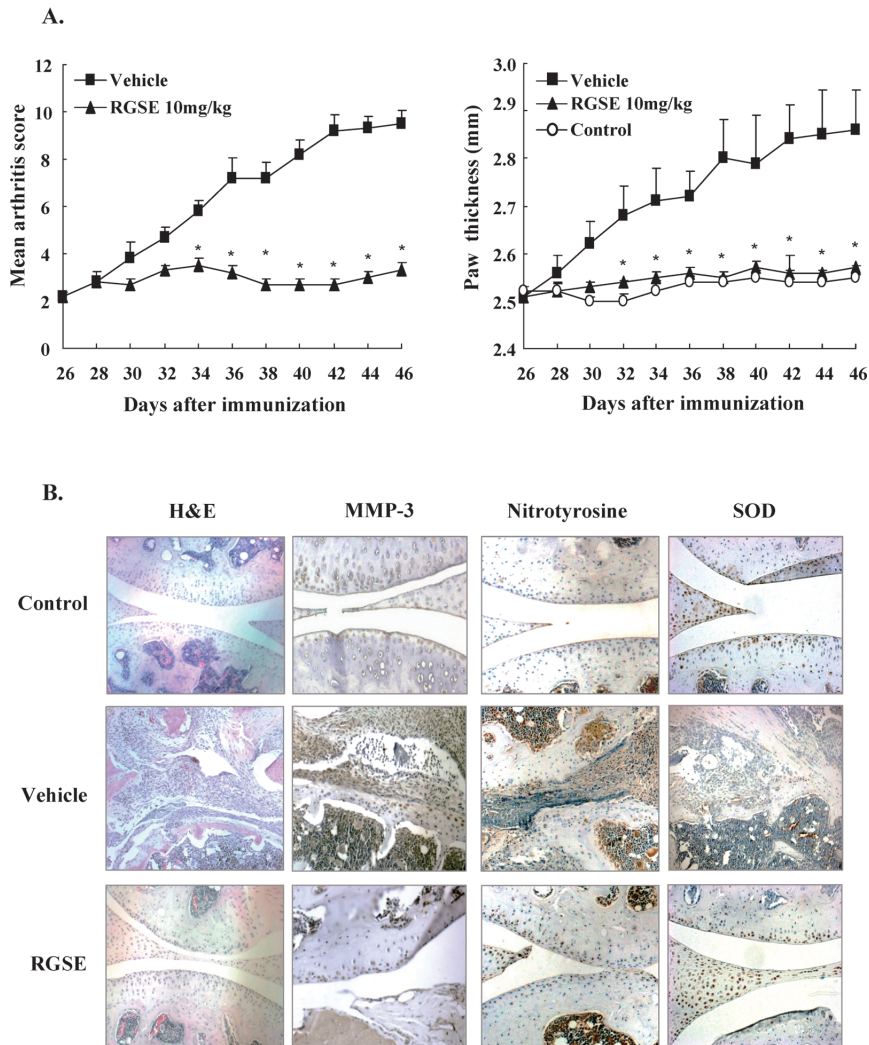 A.
12
10
8
6
4
2
0
Mean arthritis score
Vehicle
RGSE 10mg/kg
* * * * * * *
26 28 30 32 34 36 38 40 42 44 46
Days after immunization
3.0
2.9
2.8
2.7
2.6
2.5
2.4
Paw thickness (mm)
Vehicle
RGSE 10mg/kg
Control
* * * * * * * *
26 28 30 32 34 36 38 40 42 44 46
Days after immunization
B.
H&E MMP-3 Nitrotyrosine SOD
Control
Vehicle
RGSE